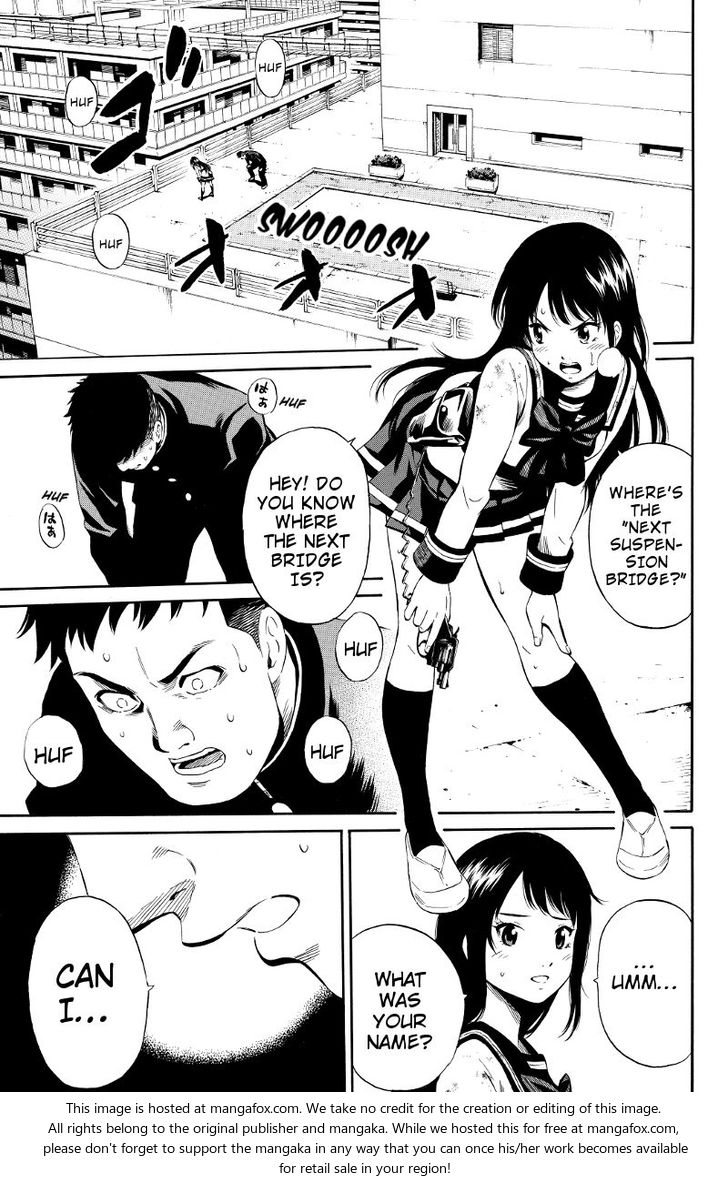 HUF
HUF
ゴ
HUF
SWOOOOSH
オオオ
はぁ
HUF
HUF
はぁ
HEY! DO
YOU KNOW
WHERE
THE NEXT
BRIDGE
IS?
WHERE'S
THE
"NEXT
SUSPEN-
SION
BRIDGE?"
HUF
HUF
HUF
CAN
I...
...
UMM...
WHAT
WAS
YOUR
NAME?
This image is hosted at mangafox.com. We take no credit for the creation or editing of this image.
All rights belong to the original publisher and mangaka. While we hosted this for free at mangafox.com,
please don't forget to support the mangaka in any way that you can once his/her work becomes available
for retail sale in your region!